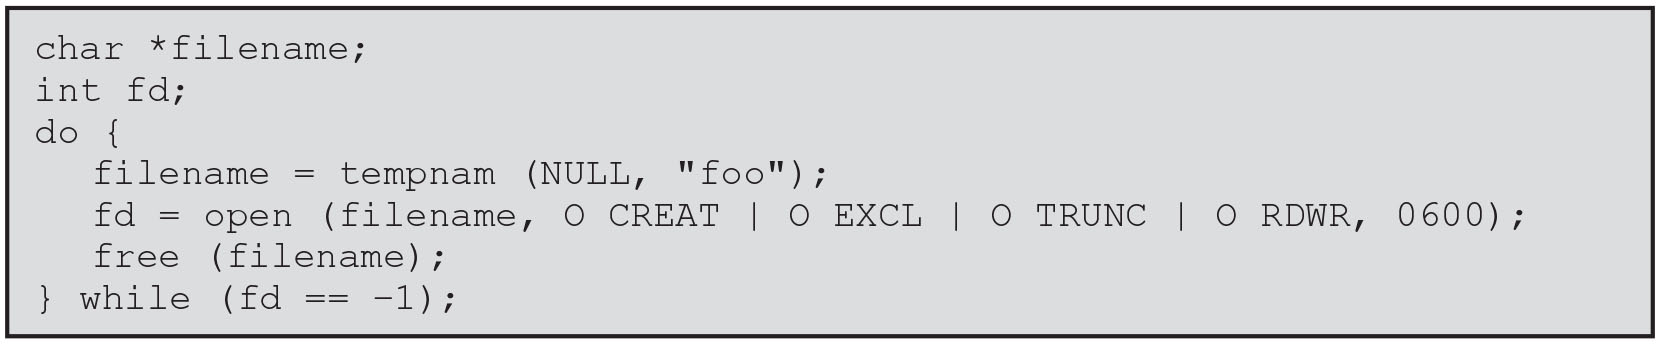 char *filename;
int fd;
do {
   filename = tempnam (NULL, "foo");
   fd = open (filename, O CREAT | O EXCL | O TRUNC | O RDWR, 0600);
   free (filename);
} while (fd == −1);